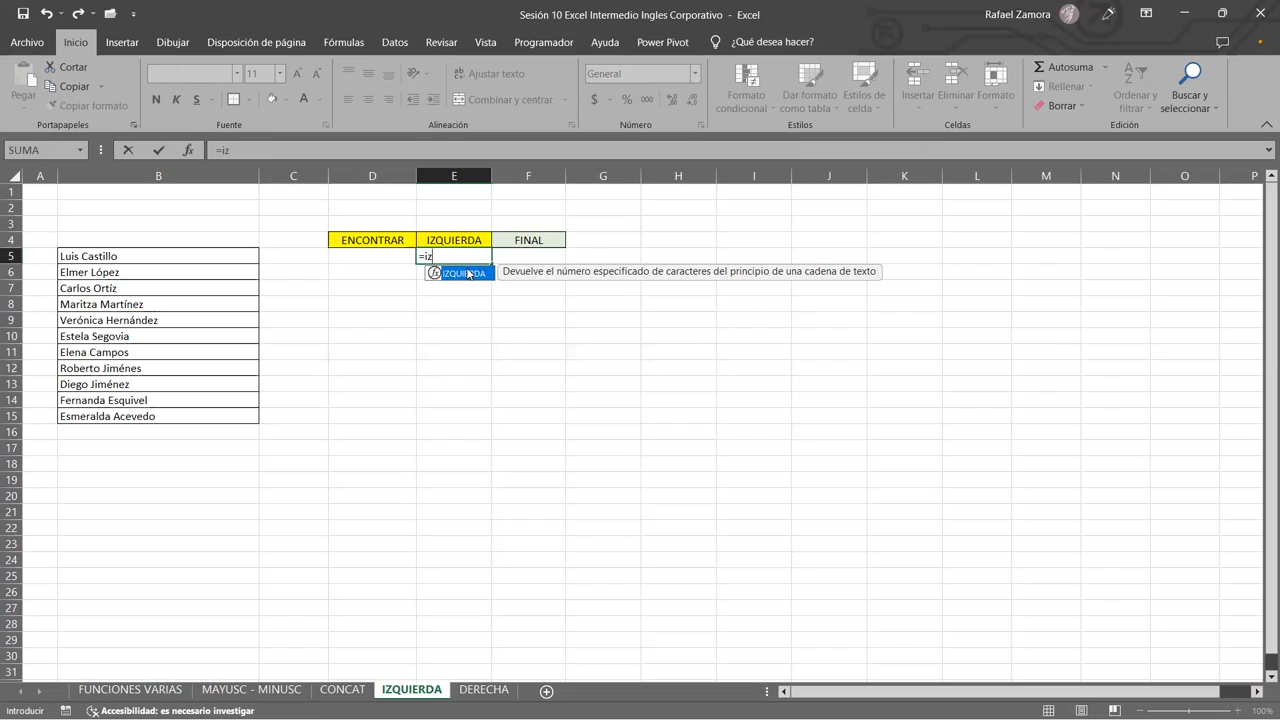 Sesión 10 Excel Intermedio Ingles Corporativo - Excel
Rafael Zamora
Archivo Inicio Insertar Dibujar Disposición de página Fórmulas Datos Revisar Vista Programador Ayuda Power Pivot ¿Qué desea hacer?
Pegar
Cortar
Copiar
Copiar formato
Portapapeles
11
N K S
A A
A
Fuente
Ajustar texto
Combinar y centrar
Alineación
General
$ % 000
Número
Formato condicional
Dar formato como tabla
Estilos de celda
Estilos
Insertar Eliminar Formato
Celdas
Autosuma
Rellenar
Borrar
Ordenar y filtrar
Buscar y seleccionar
Edición
SUMA fx =iz
A B C D E F G H I J K L M N O P
1
2
3
4 ENCONTRAR IZQUIERDA FINAL
5 Luis Castillo =iz
6 Elmer López IZQUIERDA Devuelve el número especificado de caracteres del principio de una cadena de texto
7 Carlos Ortíz
8 Maritza Martínez
9 Verónica Hernández
10 Estela Segovia
11 Elena Campos
12 Roberto Jiménes
13 Diego Jiménez
14 Fernanda Esquivel
15 Esmeralda Acevedo
16
17
18
19
20
21
22
23
24
25
26
27
28
29
30
31
FUNCIONES VARIAS MAYUSC - MINUSC CONCAT IZQUIERDA DERECHA
Introducir Accesibilidad: es necesario investigar 100%